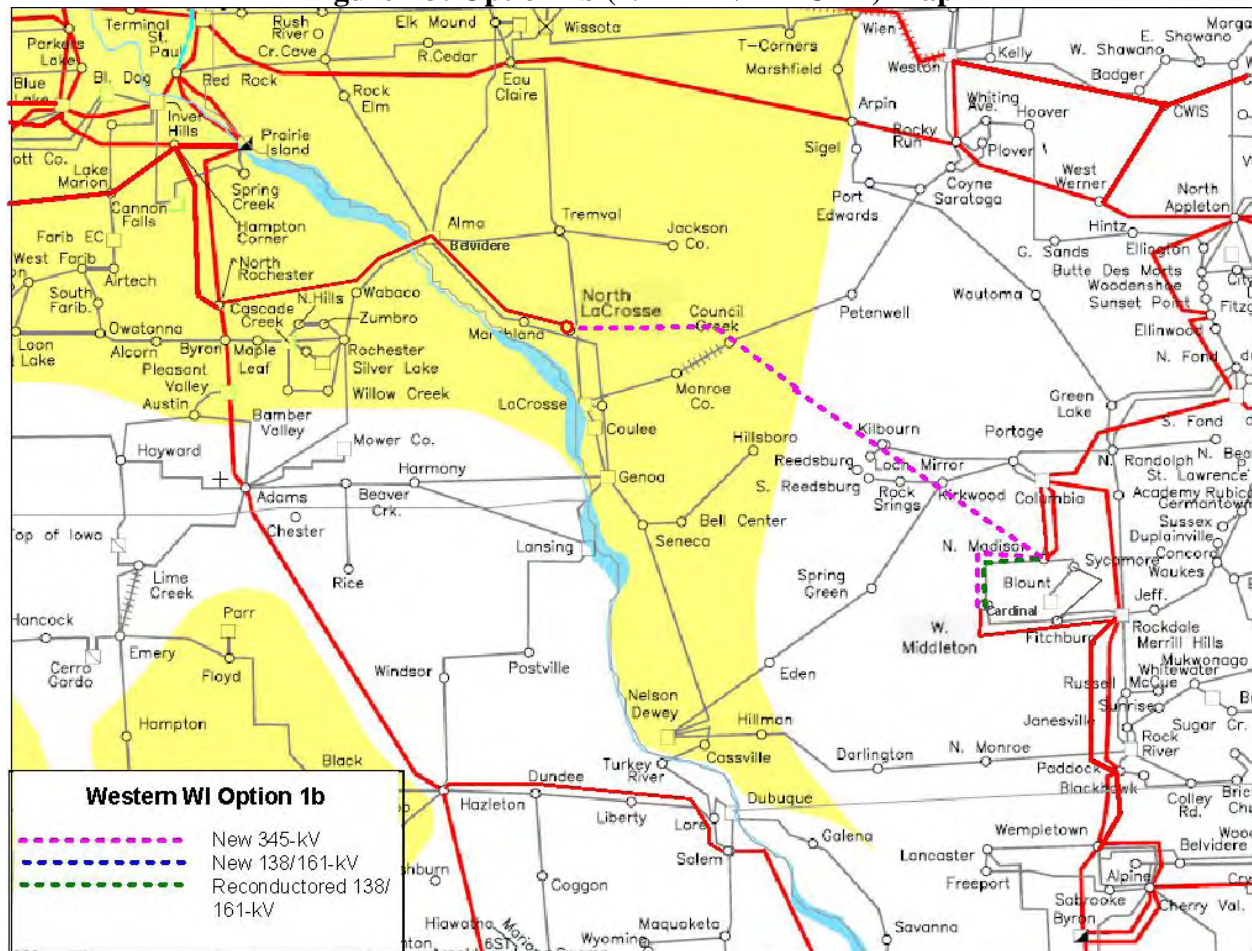 Terminal
Rush
River
Elk Mound
Wissota
Wien
Kelly
E. Shawano
W. Shawano
Parkers
Lake
St.
Paul
Cr.Cave
R.Cedar
T-Corners
Weston
Badger
Blue
Lake
Bl. Dog
Red Rock
Eau
Claire
Marshfield
Rock
Elm
Arpin
Whiting
Ave.
Hoover
CWIS
Inver
Hills
Prairie
Island
Rocky
Run
Plover
Sigel
ott Co.
Lake
Marion
Spring
Creek
Coyne
Saratoga
West
Werner
Port
Edwards
North
Appleton
Cannon
Falls
Hampton
Corner
Alma
Belvidere
Tremval
Jackson
Co.
Hintz
Farib EC
G. Sands
Ellington
West Farib
Airtech
North
Rochester
Butte Des Morts
Woodenshoe
Sunset Point
South
Farib.
Cascade
Creek
N.Hills
Wabaco
North
LaCrosse
Council
Creek
Wautoma
Petenwell
Zumbro
Marshland
Ellinwood
Owatanna
Loon
Lake
Alcorn
Byron
Maple
Leaf
Rochester
Silver Lake
N. Fond
Pleasant
Valley
Willow Creek
Monroe
Co.
Austin
LaCrosse
Green
Lake
Bamber
Valley
Coulee
Hillsboro
Kilbourn
Portage
S. Fond
Hayward
Mower Co.
Reedsburg
Loch Mirror
N. Randolph
St. Lawrence
Harmony
Genoa
S. Reedsburg
Rock
Srings
Kirkwood
Columbia
Academy
Rubic
Germantown
Adams
Beaver
Crk.
Sussex
Chester
Bell Center
Seneca
Duplainville
Top of Iowa
Lansing
N. Madison
Sycamore
Concord
Waukes
Rice
Spring
Green
Blount
Lime
Creek
Cardinal
Jeff.
Hancock
Parr
W.
Middleton
Fitchburg
Rockdale
Merrill Hills
Cerro
Gardo
Emery
Floyd
Windsor
Postville
Eden
Mukwonago
Whitewater
Russell
McCue
Nelson
Dewey
Hillman
Sunrise
Hampton
Janesville
Sugar Cr.
Darlington
N. Monroe
Rock
River
Black
Turkey
River
Cassville
Paddock
Blackhawk
Dundee
Dubuque
Colley
Rd.
Hazleton
Liberty
Lore
Galena
Wempletown
Salem
Lancaster
Belvidere
Freeport
Alpine
Coggon
Sabrooke
Cherry Val.
Byron
Hiawatha
Maquoketa
Wyoming
Savanna
Western WI Option 1b
New 345-kV
New 138/161-kV
Reconductored 138/
161-kV